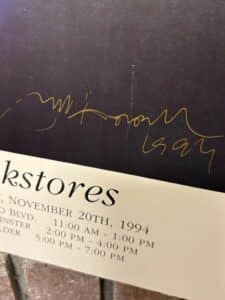 1994
kstores
, NOVEMBER 20TH, 1994
O BLVD. 11:00 AM - 1:00 PM
INSTER 2:00 PM - 4:00 PM
LDER 5:00 PM - 7:00 PM